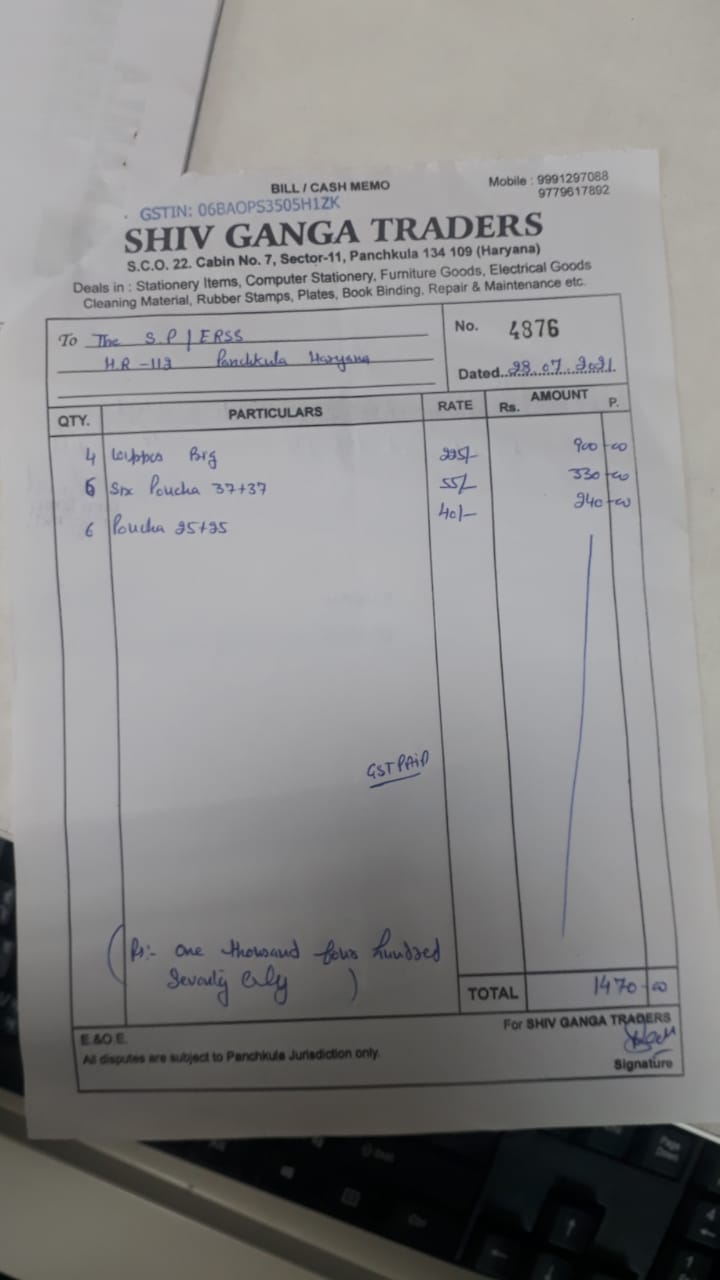 BILL / CASH MEMO
Mobile : 9991297088
9779617892
GSTIN: 06BAOPS3505H1ZK
SHIV GANGA TRADERS
S.C.O. 22. Cabin No. 7, Sector-11, Panchkula 134 109 (Haryana)
Deals in : Stationery Items, Computer Stationery, Furniture Goods, Electrical Goods
Cleaning Material, Rubber Stamps, Plates, Book Binding, Repair & Maintenance etc.
To The S.P / ERSS
H.R -112 Panchkula Haryana
No. 4876
Dated..28.07.2021
QTY. PARTICULARS RATE AMOUNT
Rs. P.
4 225/- 900-00
6 Six Poucha 37+37 55/- 330-00
6 Poucha 25+25 40/- 240-00
GST PAID
(Rs:- one thousand four hundred
Seventy only )
TOTAL 1470-00
E.&O.E.
All disputes are subject to Panchkula Jurisdiction only.
For SHIV GANGA TRADERS
Signature
Page
Down